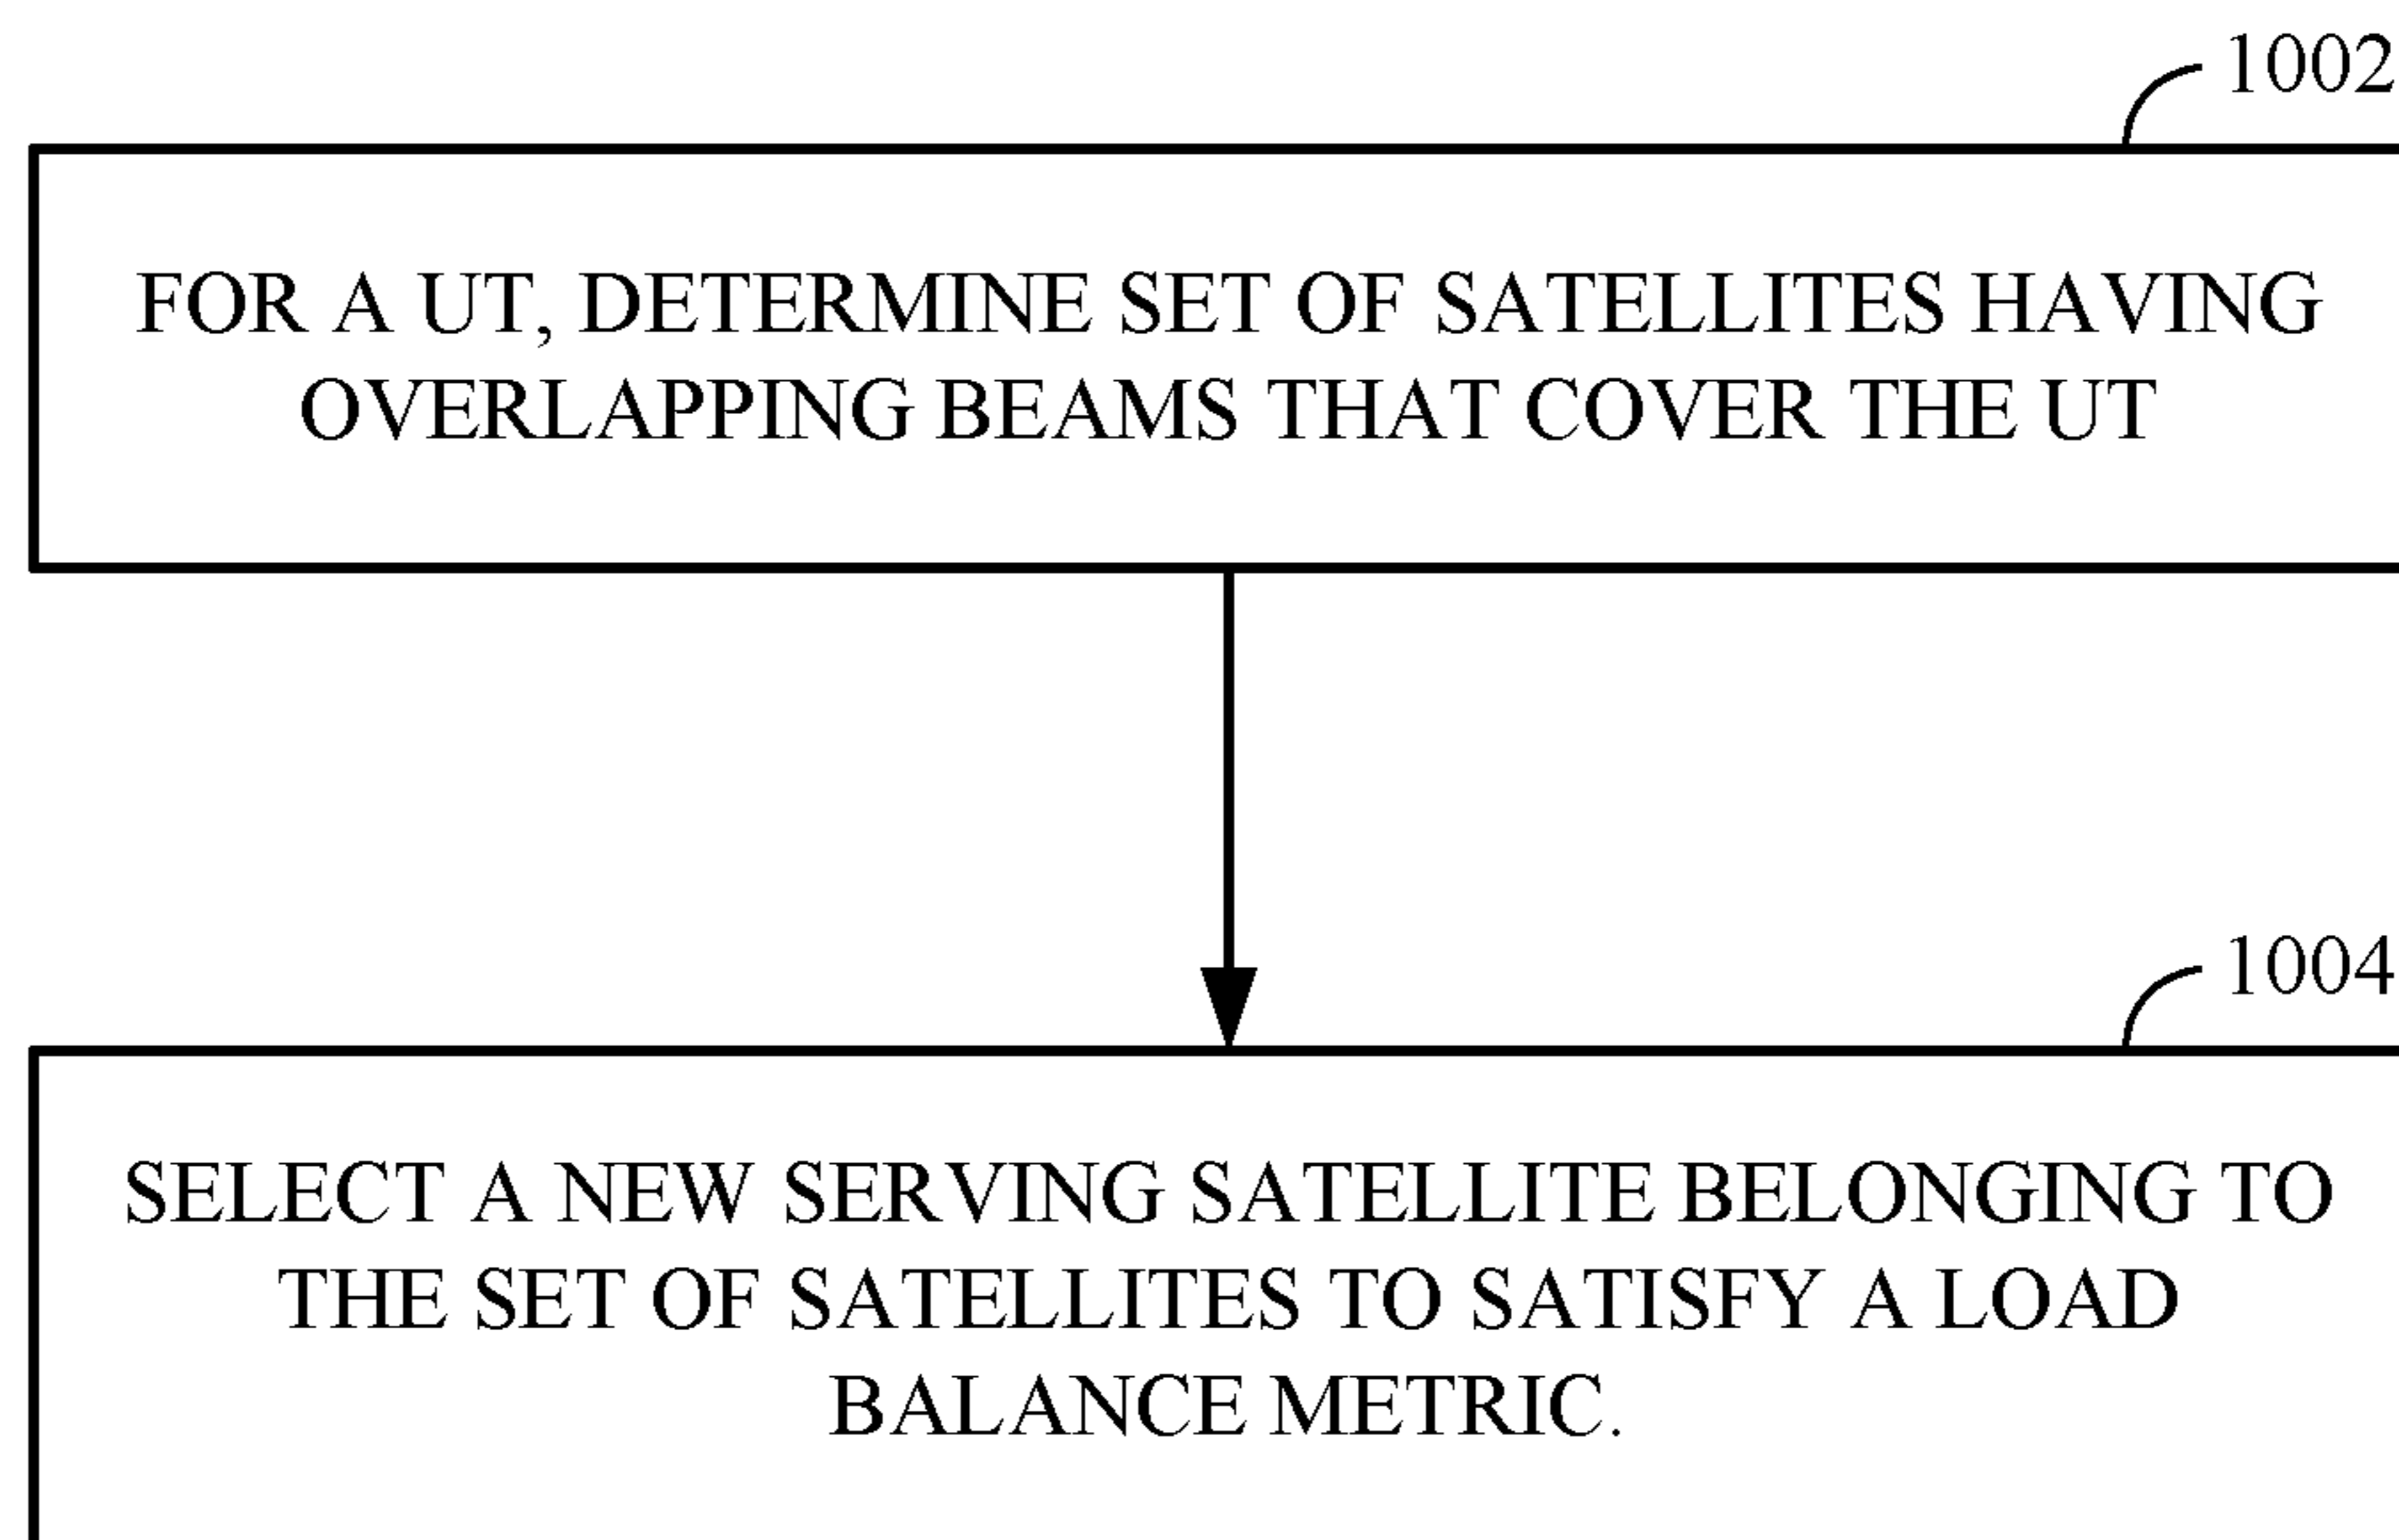 1002
FOR A UT, DETERMINE SET OF SATELLITES HAVING
OVERLAPPING BEAMS THAT COVER THE UT
1004
SELECT A NEW SERVING SATELLITE BELONGING TO
THE SET OF SATELLITES TO SATISFY A LOAD
BALANCE METRIC.